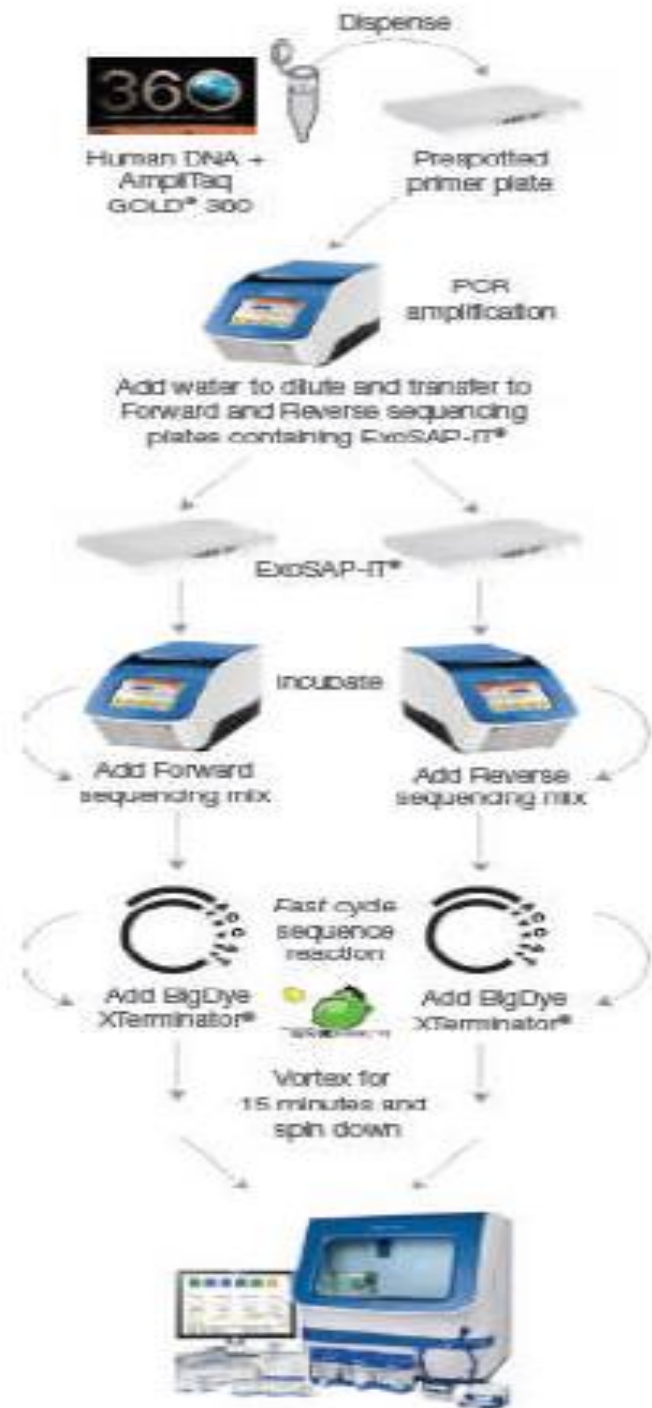 Dispense
360
Human DNA +
AmpliTaq
GOLD® 360
Prespotted
primer plate
PCR
amplification
Add water to dilute and transfer to
Forward and Reverse sequencing
plates containing ExoSAP-IT®
ExoSAP-IT®
Incubate
Add Forward
sequencing mix
Add Reverse
sequencing mix
Fast cycle
sequence
reaction
Add BigDye
XTerminator®
Add BigDye
XTerminator®
Vortex for
15 minutes and
spin down